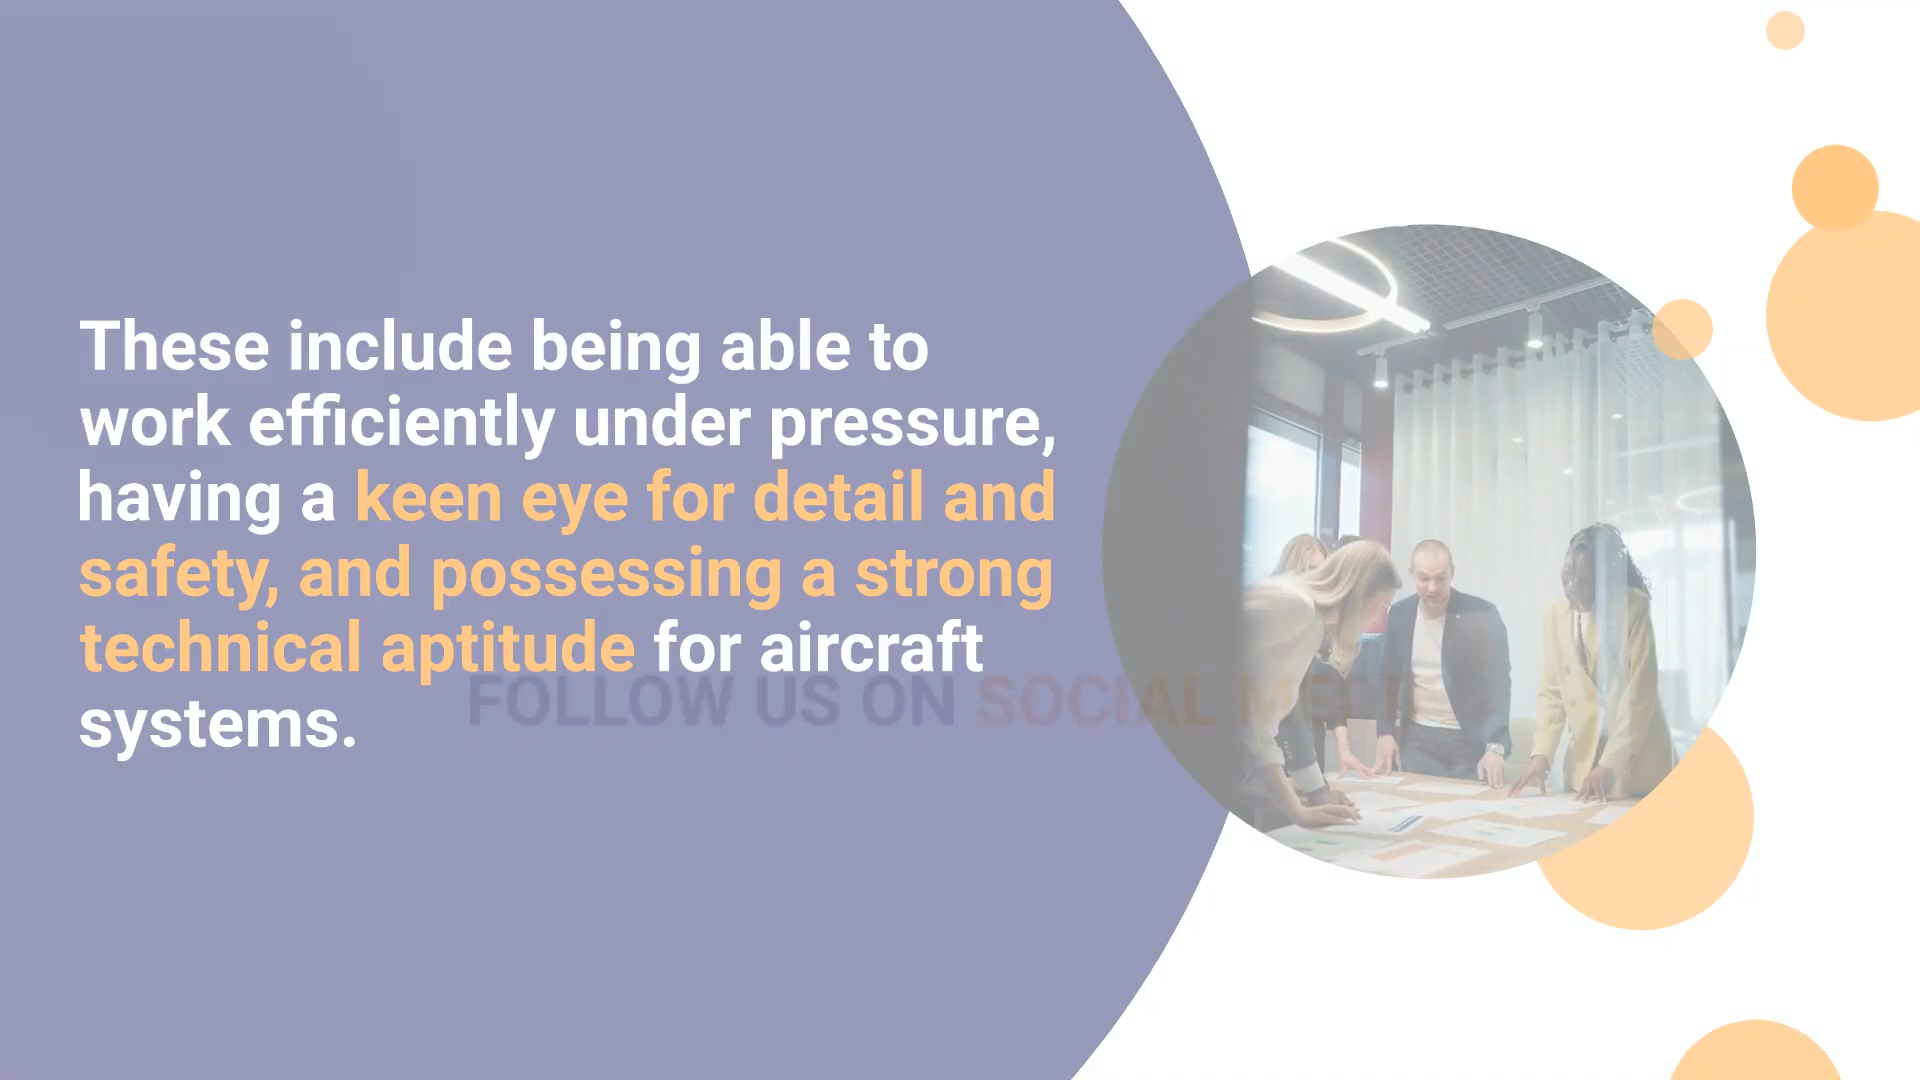 These include being able to
work efficiently under pressure,
having a keen eye for detail and
safety, and possessing a strong
technical aptitude for aircraft
systems.
FOLLOW US ON SOCIAL